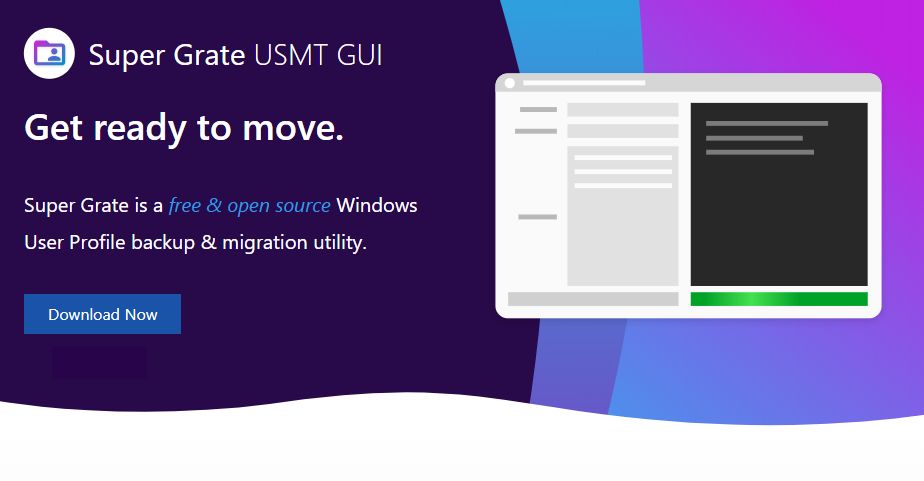 Super Grate USMT GUI
Get ready to move.
Super Grate is a free & open source Windows
User Profile backup & migration utility.
Download Now